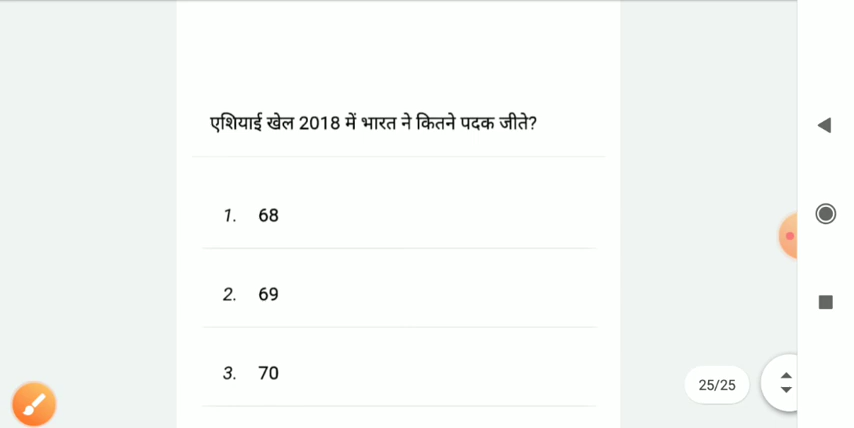 एशियाई खेल 2018 में भारत ने कितने पदक जीते?
1. 68
2. 69
3. 70
25/25